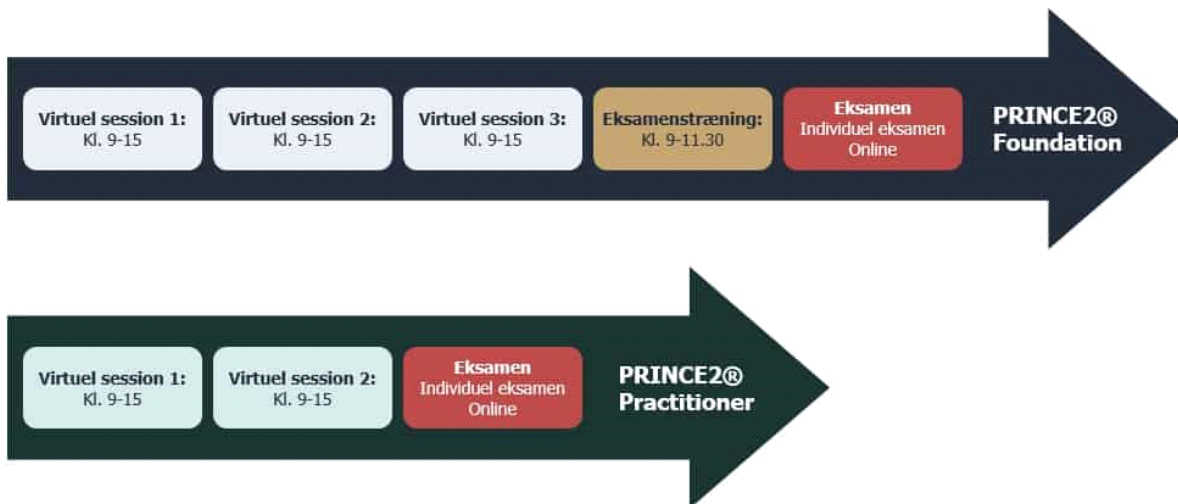 Virtuel session 1:
Kl. 9-15
Virtuel session 2:
Kl. 9-15
Virtuel session 3:
Kl. 9-15
Eksamenstræning:
Kl. 9-11.30
Eksamen
Individuel eksamen
Online
PRINCE2®
Foundation
Virtuel session 1:
Kl. 9-15
Virtuel session 2:
Kl. 9-15
Eksamen
Individuel eksamen
Online
PRINCE2®
Practitioner